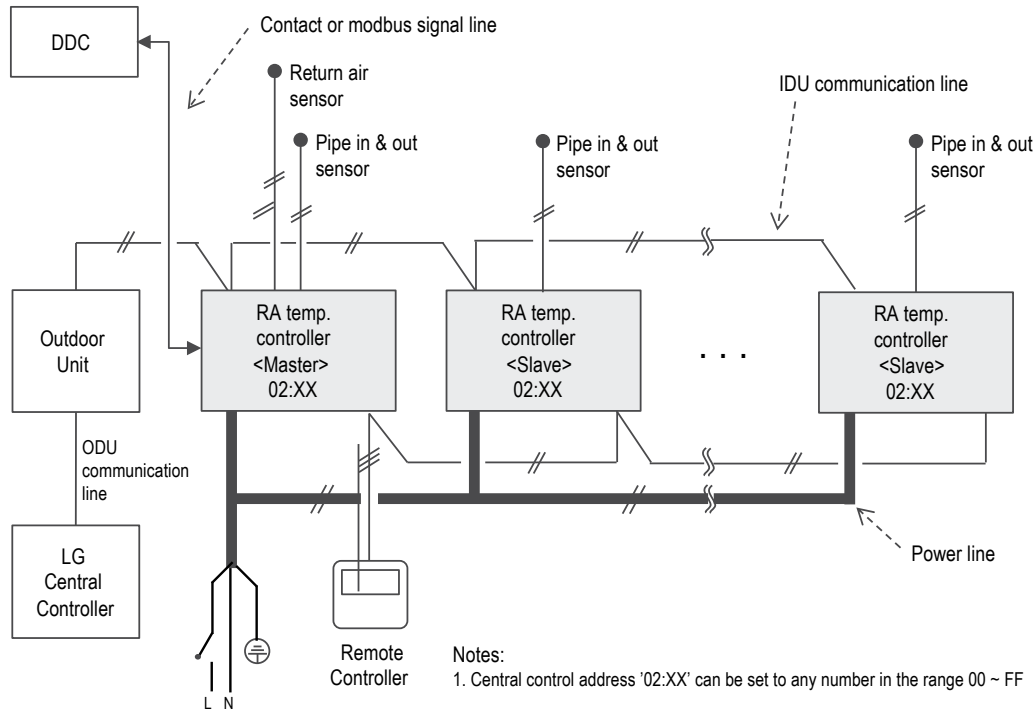 DDC
Contact or modbus signal line
Return air
sensor
IDU communication line
Pipe in & out
sensor
Pipe in & out
sensor
Pipe in & out
sensor
Outdoor
Unit
RA temp.
controller
<Master>
02:XX
RA temp.
controller
<Slave>
02:XX
. . .
RA temp.
controller
<Slave>
02:XX
ODU
communication
line
LG
Central
Controller
Power line
L N
Remote
Controller
Notes:
1. Central control address '02:XX' can be set to any number in the range 00 ~ FF